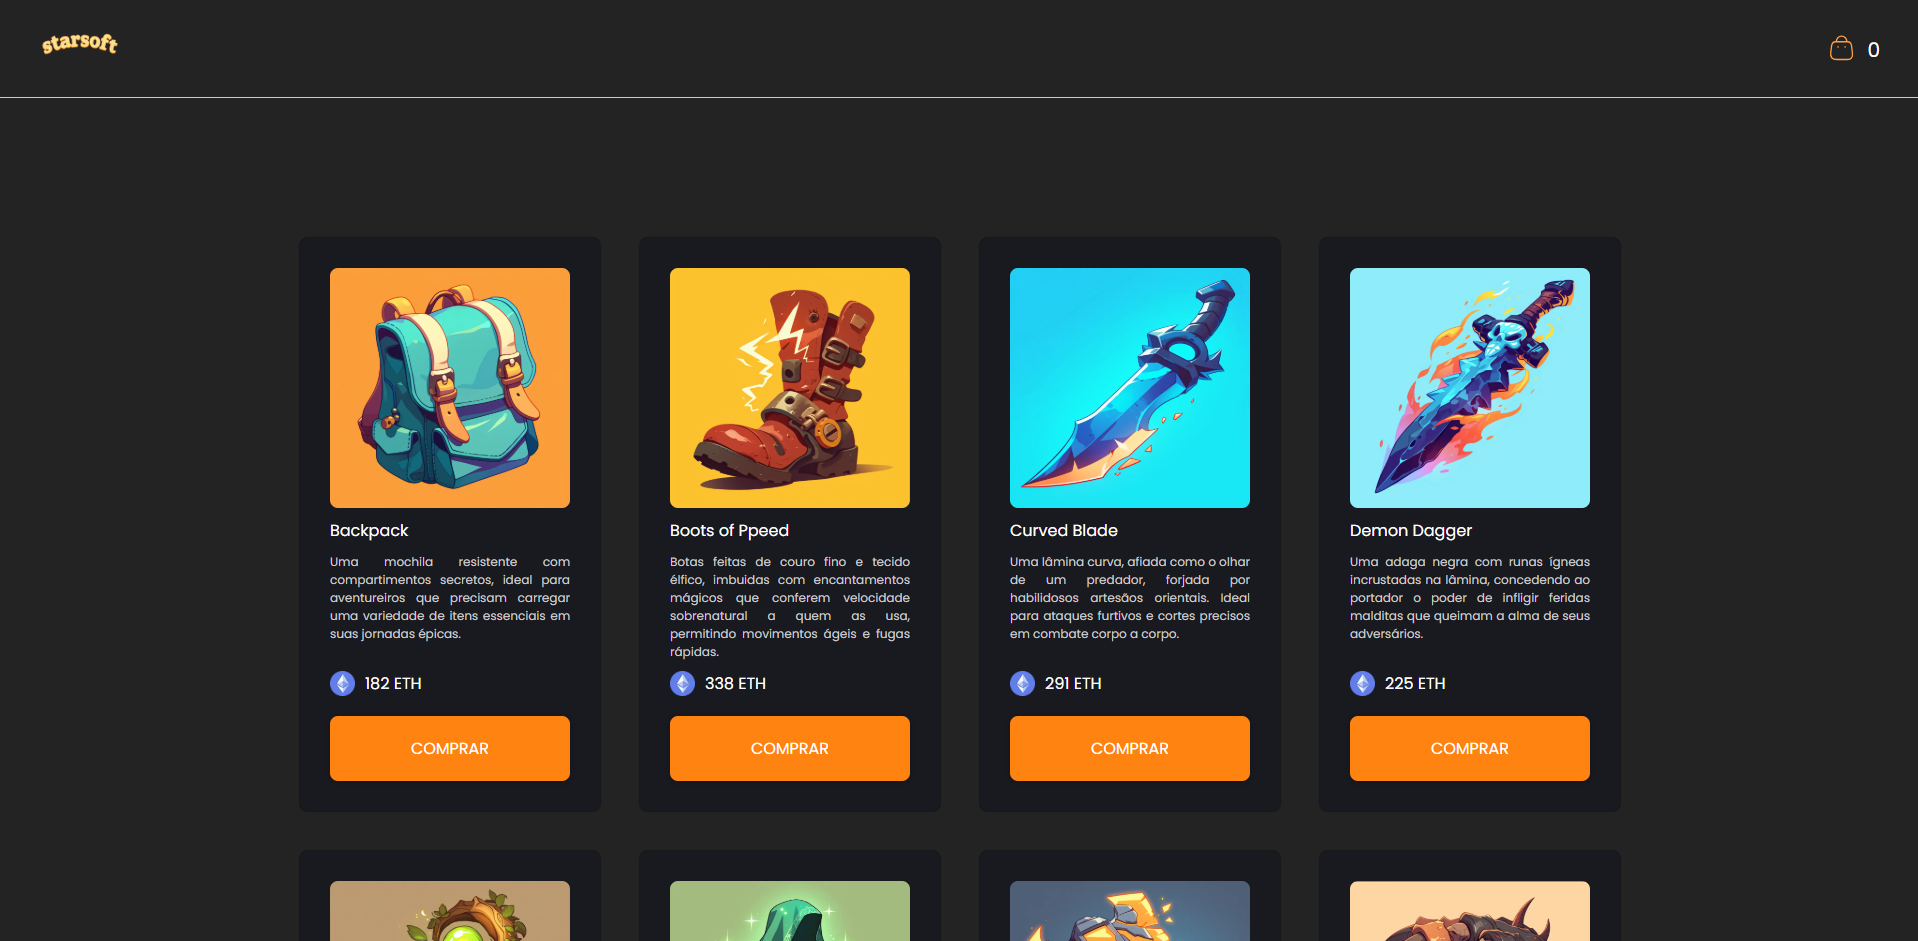 starsoft
0
Backpack
Uma mochila resistente com
compartimentos secretos, ideal para
aventureiros que precisam carregar
uma variedade de itens essenciais em
suas jornadas épicas.
182 ETH
COMPRAR
Boots of Ppeed
Botas feitas de couro fino e tecido
élfico, imbuidas com encantamentos
mágicos que conferem velocidade
sobrenatural a quem as usa,
permitindo movimentos ágeis e fugas
rápidas.
338 ETH
COMPRAR
Curved Blade
Uma lâmina curva, afiada como o olhar
de um predador, forjada por
habilidosos artesãos orientais. Ideal
para ataques furtivos e cortes precisos
em combate corpo a corpo.
291 ETH
COMPRAR
Demon Dagger
Uma adaga negra com runas ígneas
incrustadas na lâmina, concedendo ao
portador o poder de infligir feridas
malditas que queimam a alma de seus
adversários.
225 ETH
COMPRAR